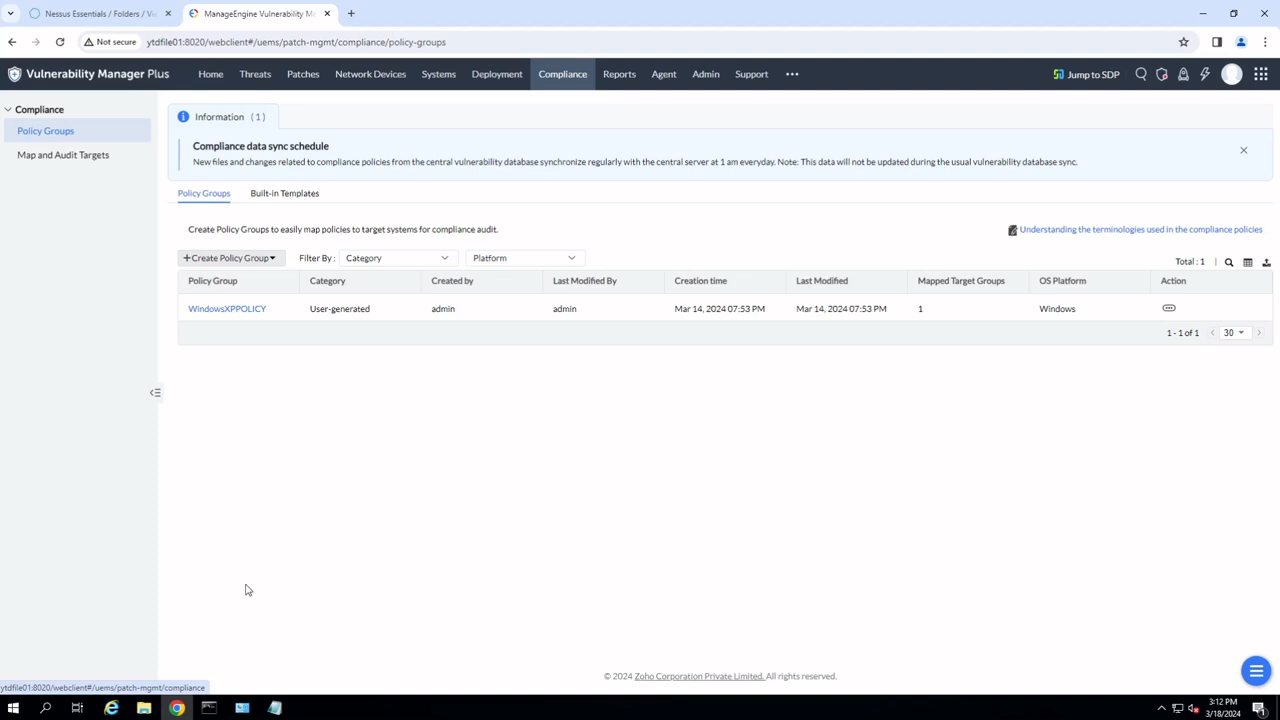 Nessus Essentials / Folders / Vie
ManageEngine Vulnerability M
Not secure
ytdfile01:8020/webclient#/uems/patch-mgmt/compliance/policy-groups
Vulnerability Manager Plus
Home
Threats
Patches
Network Devices
Systems
Deployment
Compliance
Reports
Agent
Admin
Support
Jump to SDP
Compliance
Policy Groups
Map and Audit Targets
Information (1)
Compliance data sync schedule
New files and changes related to compliance policies from the central vulnerability database synchronize regularly with the central server at 1 am everyday. Note: This data will not be updated during the usual vulnerability database sync.
Policy Groups
Built-in Templates
Create Policy Groups to easily map policies to target systems for compliance audit.
Understanding the terminologies used in the compliance policies
+Create Policy Group
Filter By :
Category
Platform
Total : 1
Policy Group
Category
Created by
Last Modified By
Creation time
Last Modified
Mapped Target Groups
OS Platform
Action
WindowsXPPOLICY
User-generated
admin
admin
Mar 14, 2024 07:53 PM
Mar 14, 2024 07:53 PM
1
Windows
1 - 1 of 1
30
© 2024 Zoho Corporation Private Limited. All rights reserved.
ytdfile01:8020/webclient#/uems/patch-mgmt/compliance
3:12 PM
3/18/2024
1